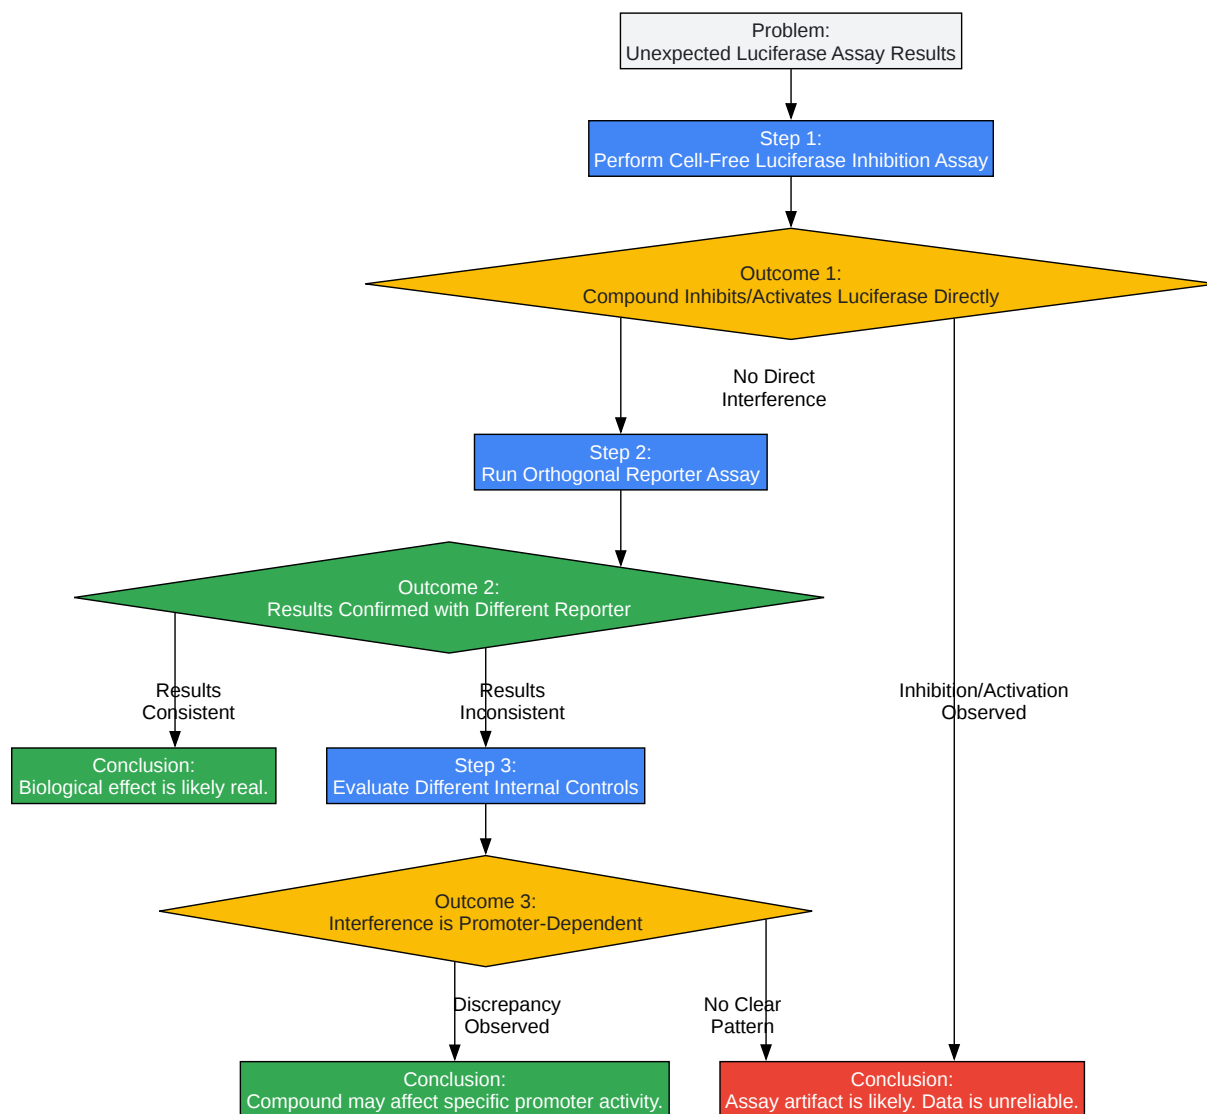 Problem:
Unexpected Luciferase Assay Results
Step 1:
Perform Cell-Free Luciferase Inhibition Assay
Outcome 1:
Compound Inhibits/Activates Luciferase Directly
No Direct
Interference
Step 2:
Run Orthogonal Reporter Assay
Outcome 2:
Results Confirmed with Different Reporter
Results
Consistent
Results
Inconsistent
Inhibition/Activation
Observed
Conclusion:
Biological effect is likely real.
Step 3:
Evaluate Different Internal Controls
Outcome 3:
Interference is Promoter-Dependent
Discrepancy
Observed
No Clear
Pattern
Conclusion:
Compound may affect specific promoter activity.
Conclusion:
Assay artifact is likely. Data is unreliable.